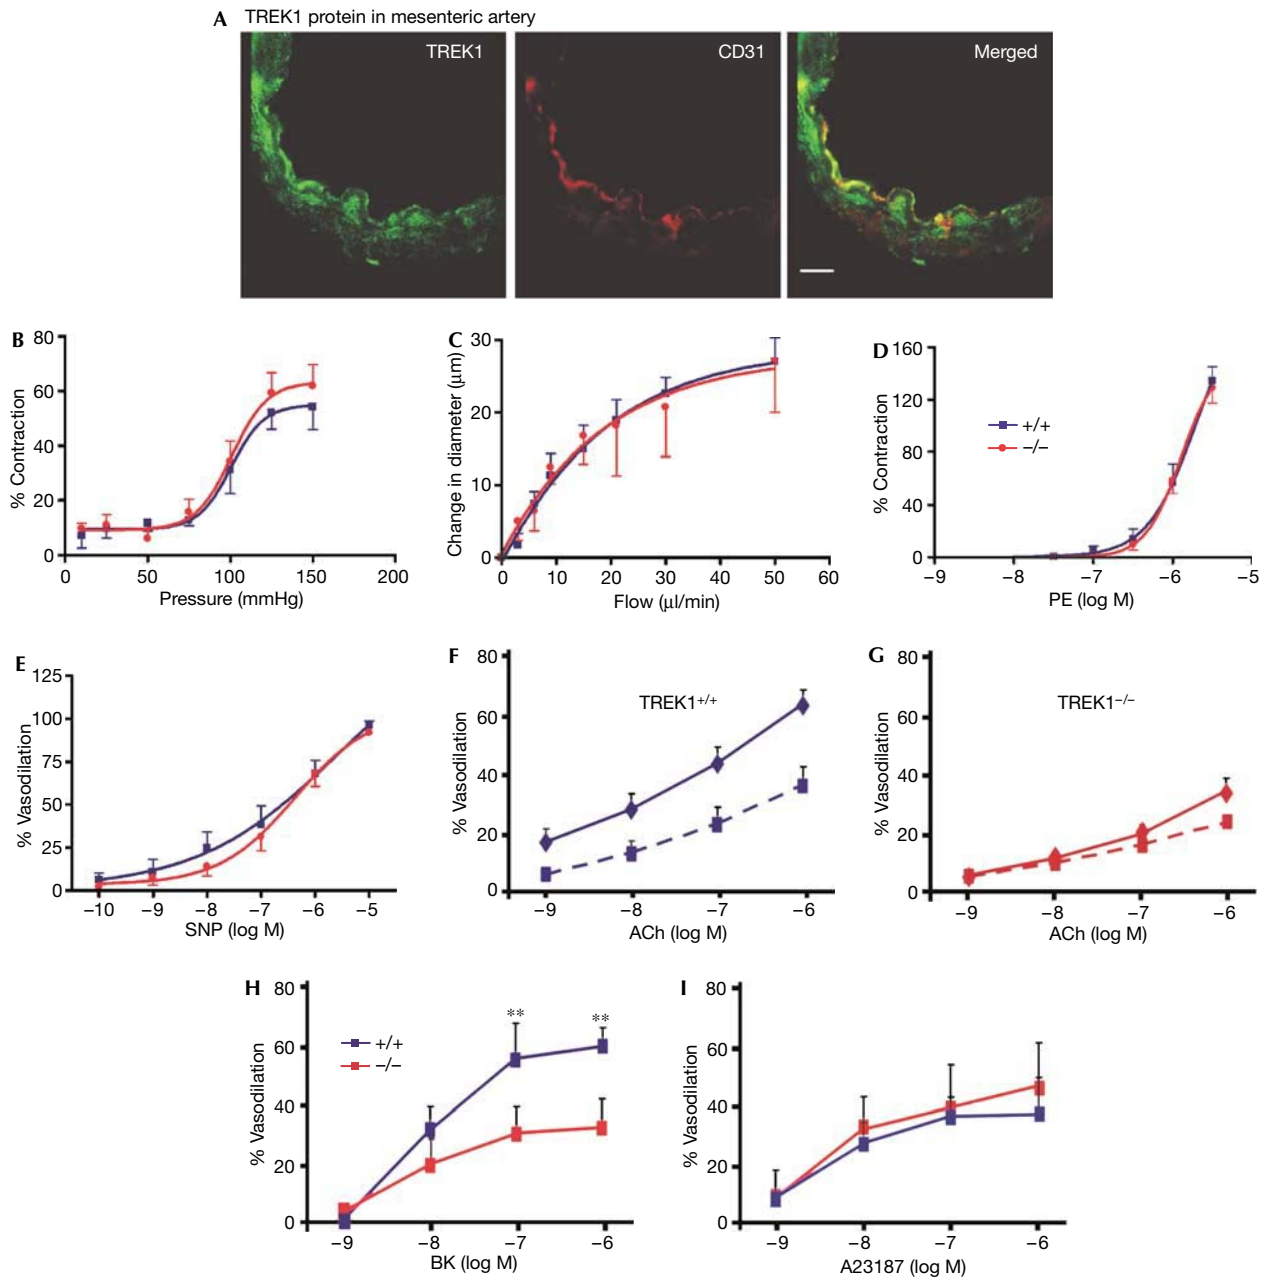 A TREK1 protein in mesenteric artery
TREK1
CD31
Merged
B
80
60
40
20
0
% Contraction
0 50 100 150 200
Pressure (mmHg)
C
30
20
10
0
Change in diameter (µm)
0 10 20 30 40 50 60
Flow (µl/min)
D
160
120
80
40
0
% Contraction
+/+
−/−
−9 −8 −7 −6 −5
PE (log M)
E
125
100
75
50
25
0
% Vasodilation
−10 −9 −8 −7 −6 −5
SNP (log M)
F
80
60
40
20
0
% Vasodilation
TREK1+/+
−9 −8 −7 −6
ACh (log M)
G
80
60
40
20
0
% Vasodilation
TREK1−/−
−9 −8 −7 −6
ACh (log M)
H
80
60
40
20
0
% Vasodilation
+/+
−/−
**
**
−9 −8 −7 −6
BK (log M)
I
80
60
40
20
0
% Vasodilation
−9 −8 −7 −6
A23187 (log M)